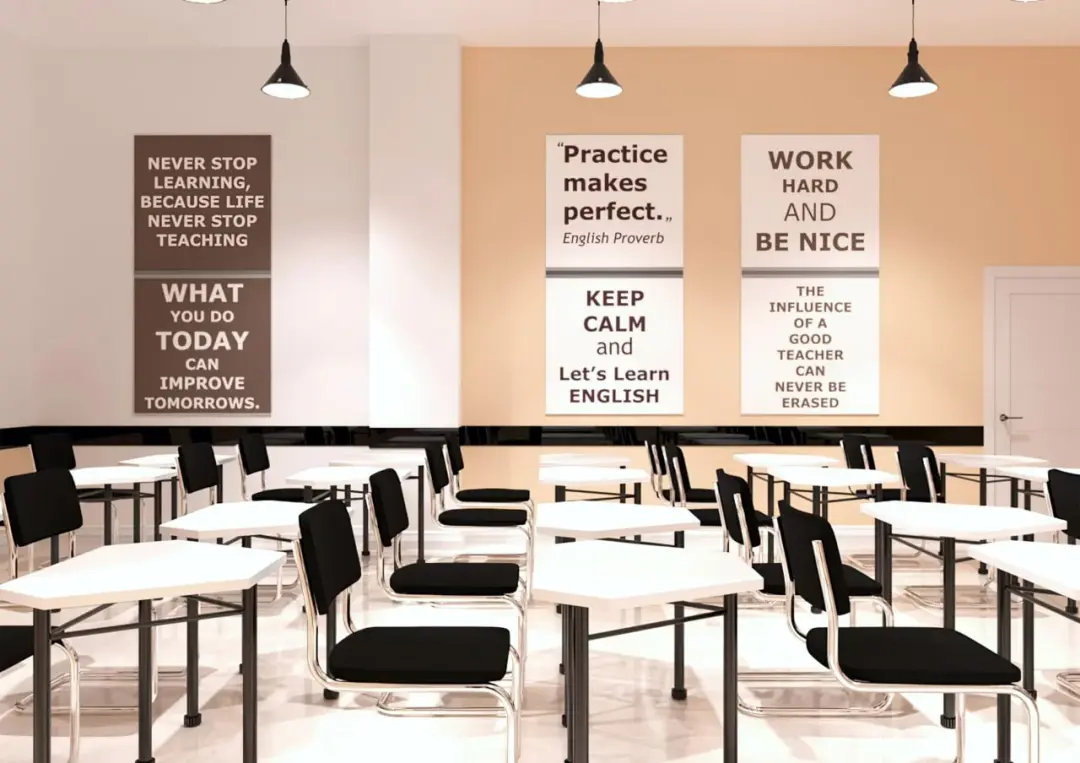 NEVER STOP
LEARNING,
BECAUSE LIFE
NEVER STOP
TEACHING
WHAT
YOU DO
TODAY
CAN
IMPROVE
TOMORROWS.
“Practice
makes
perfect.„
English Proverb
KEEP
CALM
and
Let’s Learn
ENGLISH
WORK
HARD
AND
BE NICE
THE
INFLUENCE
OF A
GOOD
TEACHER
CAN
NEVER BE
ERASED